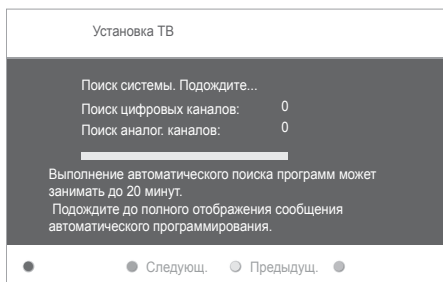 Установка ТВ
Поиск системы. Подождите...
Поиск цифровых каналов: 0
Поиск аналог. каналов: 0
Выполнение автоматического поиска программ может
занимать до 20 минут.
Подождите до полного отображения сообщения
автоматического программирования.
Следующ. Предыдущ.